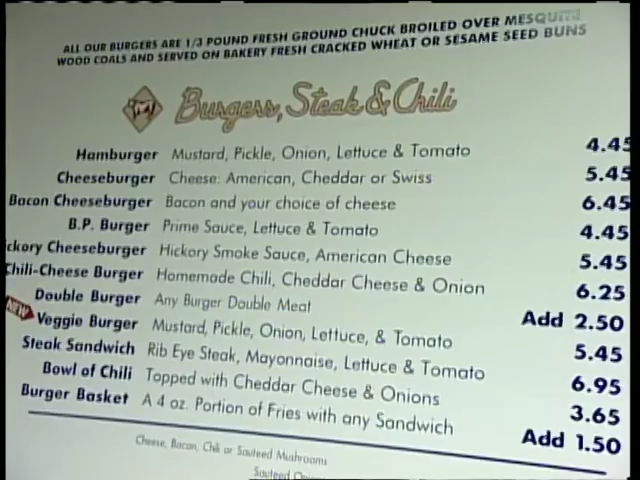 ALL OUR BURGERS ARE 1/3 POUND FRESH GROUND CHUCK BROILED OVER MESQUITE
WOOD COALS AND SERVED ON BAKERY FRESH CRACKED WHEAT OR SESAME SEED BUNS
Burgers, Steak & Chili
Hamburger Mustard, Pickle, Onion, Lettuce & Tomato 4.45
Cheeseburger Cheese: American, Cheddar or Swiss 5.45
Bacon Cheeseburger Bacon and your choice of cheese 6.45
B.P. Burger Prime Sauce, Lettuce & Tomato 4.45
ckory Cheeseburger Hickory Smoke Sauce, American Cheese 5.45
Chili-Cheese Burger Homemade Chili, Cheddar Cheese & Onion 6.25
Double Burger Any Burger Double Meat Add 2.50
NEW Veggie Burger Mustard, Pickle, Onion, Lettuce, & Tomato 5.45
Steak Sandwich Rib Eye Steak, Mayonnaise, Lettuce & Tomato 6.95
Bowl of Chili Topped with Cheddar Cheese & Onions 3.65
Burger Basket A 4 oz. Portion of Fries with any Sandwich Add 1.50
Cheese, Bacon, Chili or Sauteed Mushrooms
Sauteed